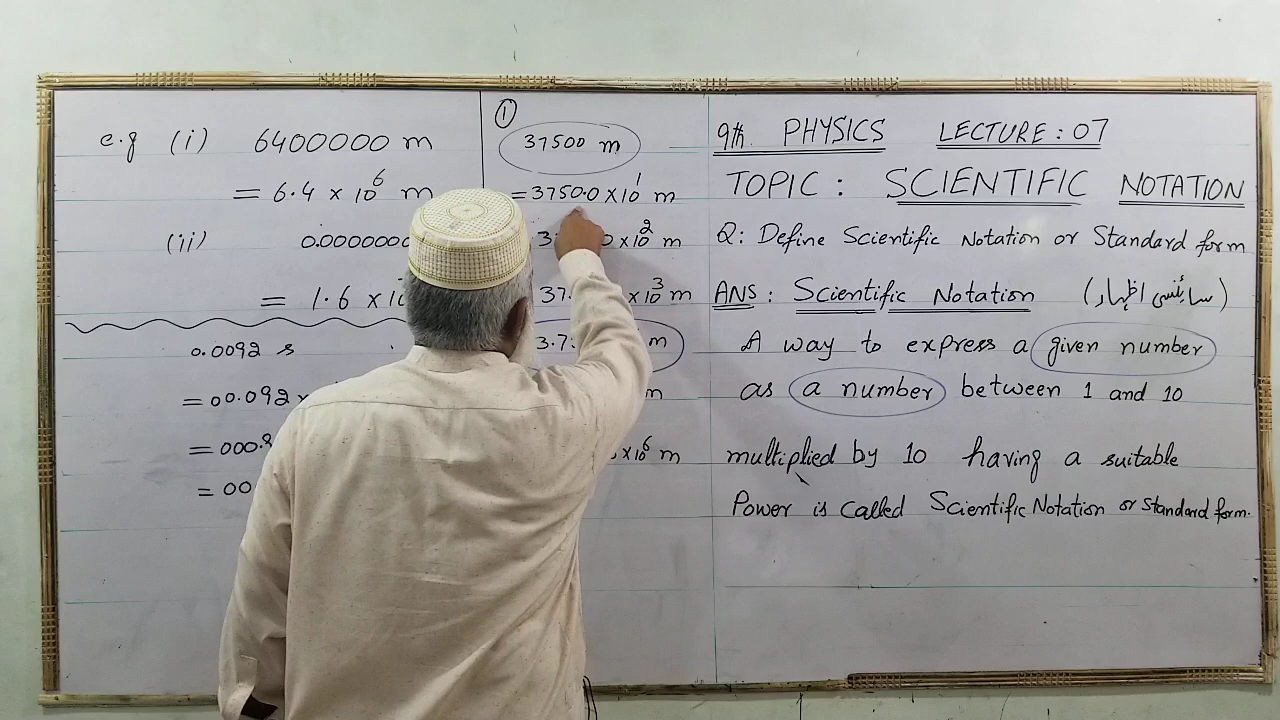 e.g (i) 6400000 m
= 6.4 × 10⁶ m
(ii) 0.0000000
= 1.6 × 10
0.0092 s
= 00.092 ×
= 000.9
= 00
①
37500 m
= 3750.0 × 10¹ m
3 × 10² m
37. × 10³ m
3.7 m
m
× 10⁶ m
9th PHYSICS LECTURE : 07
TOPIC : SCIENTIFIC NOTATION
Q: Define Scientific Notation or Standard form
ANS : Scientific Notation (سائنسی اظہار)
A way to express a given number
as a number between 1 and 10
multiplied by 10 having a suitable
Power is called Scientific Notation or Standard form.